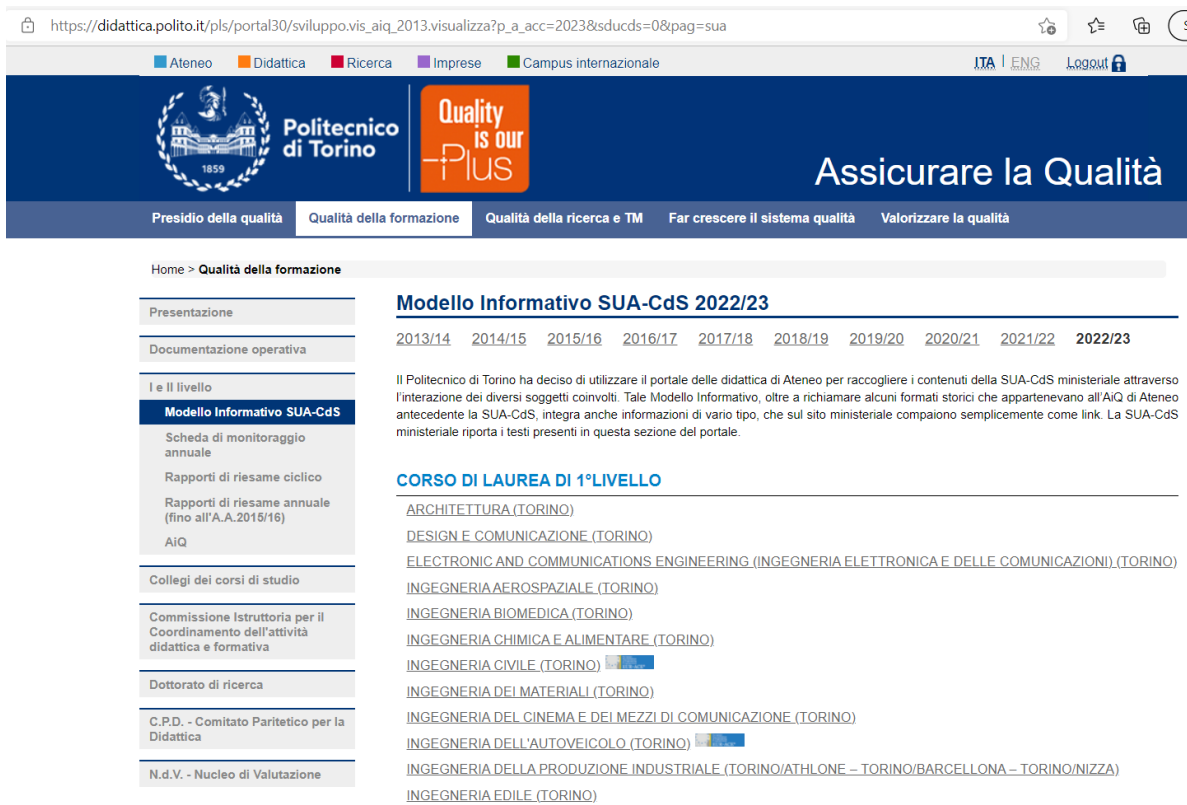 https://didattica.polito.it/pls/portal30/sviluppo.vis_aiq_2013.visualizza?p_a_acc=2023&sducds=0&pag=sua
Ateneo Didattica Ricerca Imprese Campus internazionale ITA | ENG Logout
1859
Politecnico
di Torino
Quality
is our
Plus
Assicurare la Qualità
Presidio della qualità Qualità della formazione Qualità della ricerca e TM Far crescere il sistema qualità Valorizzare la qualità
Home > Qualità della formazione
Presentazione
Documentazione operativa
I e II livello
Modello Informativo SUA-CdS
Scheda di monitoraggio
annuale
Rapporti di riesame ciclico
Rapporti di riesame annuale
(fino all'A.A.2015/16)
AiQ
Collegi dei corsi di studio
Commissione Istruttoria per il
Coordinamento dell'attività
didattica e formativa
Dottorato di ricerca
C.P.D. - Comitato Paritetico per la
Didattica
N.d.V. - Nucleo di Valutazione
Modello Informativo SUA-CdS 2022/23
2013/14 2014/15 2015/16 2016/17 2017/18 2018/19 2019/20 2020/21 2021/22 2022/23
Il Politecnico di Torino ha deciso di utilizzare il portale delle didattica di Ateneo per raccogliere i contenuti della SUA-CdS ministeriale attraverso
l'interazione dei diversi soggetti coinvolti. Tale Modello Informativo, oltre a richiamare alcuni formati storici che appartenevano all'AiQ di Ateneo
antecedente la SUA-CdS, integra anche informazioni di vario tipo, che sul sito ministeriale compaiono semplicemente come link. La SUA-CdS
ministeriale riporta i testi presenti in questa sezione del portale.
CORSO DI LAUREA DI 1°LIVELLO
ARCHITETTURA (TORINO)
DESIGN E COMUNICAZIONE (TORINO)
ELECTRONIC AND COMMUNICATIONS ENGINEERING (INGEGNERIA ELETTRONICA E DELLE COMUNICAZIONI) (TORINO)
INGEGNERIA AEROSPAZIALE (TORINO)
INGEGNERIA BIOMEDICA (TORINO)
INGEGNERIA CHIMICA E ALIMENTARE (TORINO)
INGEGNERIA CIVILE (TORINO)
INGEGNERIA DEI MATERIALI (TORINO)
INGEGNERIA DEL CINEMA E DEI MEZZI DI COMUNICAZIONE (TORINO)
INGEGNERIA DELL'AUTOVEICOLO (TORINO)
INGEGNERIA DELLA PRODUZIONE INDUSTRIALE (TORINO/ATHLONE – TORINO/BARCELLONA – TORINO/NIZZA)
INGEGNERIA EDILE (TORINO)